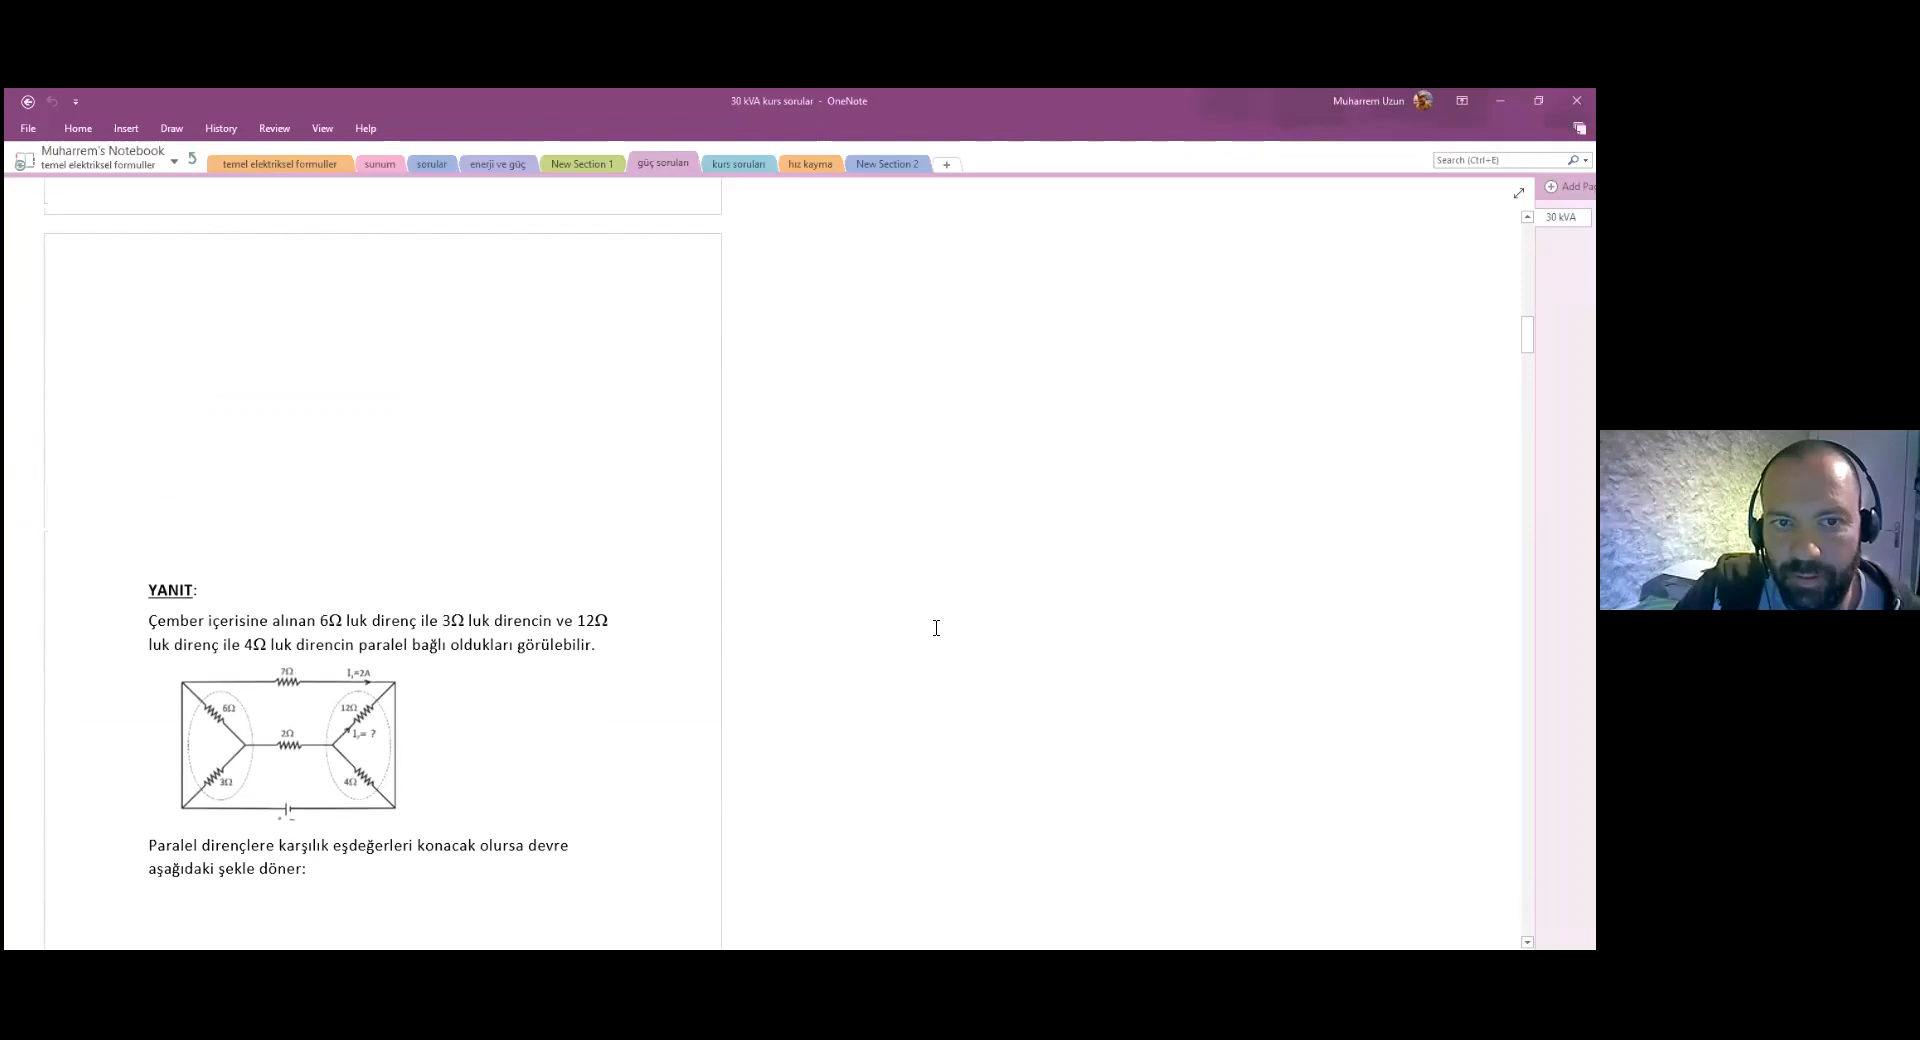 30 kVA kurs sorular - OneNote
Muharrem Uzun
File Home Insert Draw History Review View Help
Muharrem's Notebook
temel elektriksel formuller
temel elektriksel formuller sunum sorular enerji ve güç New Section 1 güç soruları kurs soruları hız kayma New Section 2 +
Search (Ctrl+E)
Add Pa
30 kVA
YANIT:
Çember içerisine alınan 6Ω luk direnç ile 3Ω luk direncin ve 12Ω
luk direnç ile 4Ω luk direncin paralel bağlı oldukları görülebilir.
7Ω I₁=2A
6Ω 12Ω
2Ω = ?
3Ω 4Ω
+ −
Paralel dirençlere karşılık eşdeğerleri konacak olursa devre
aşağıdaki şekle döner: